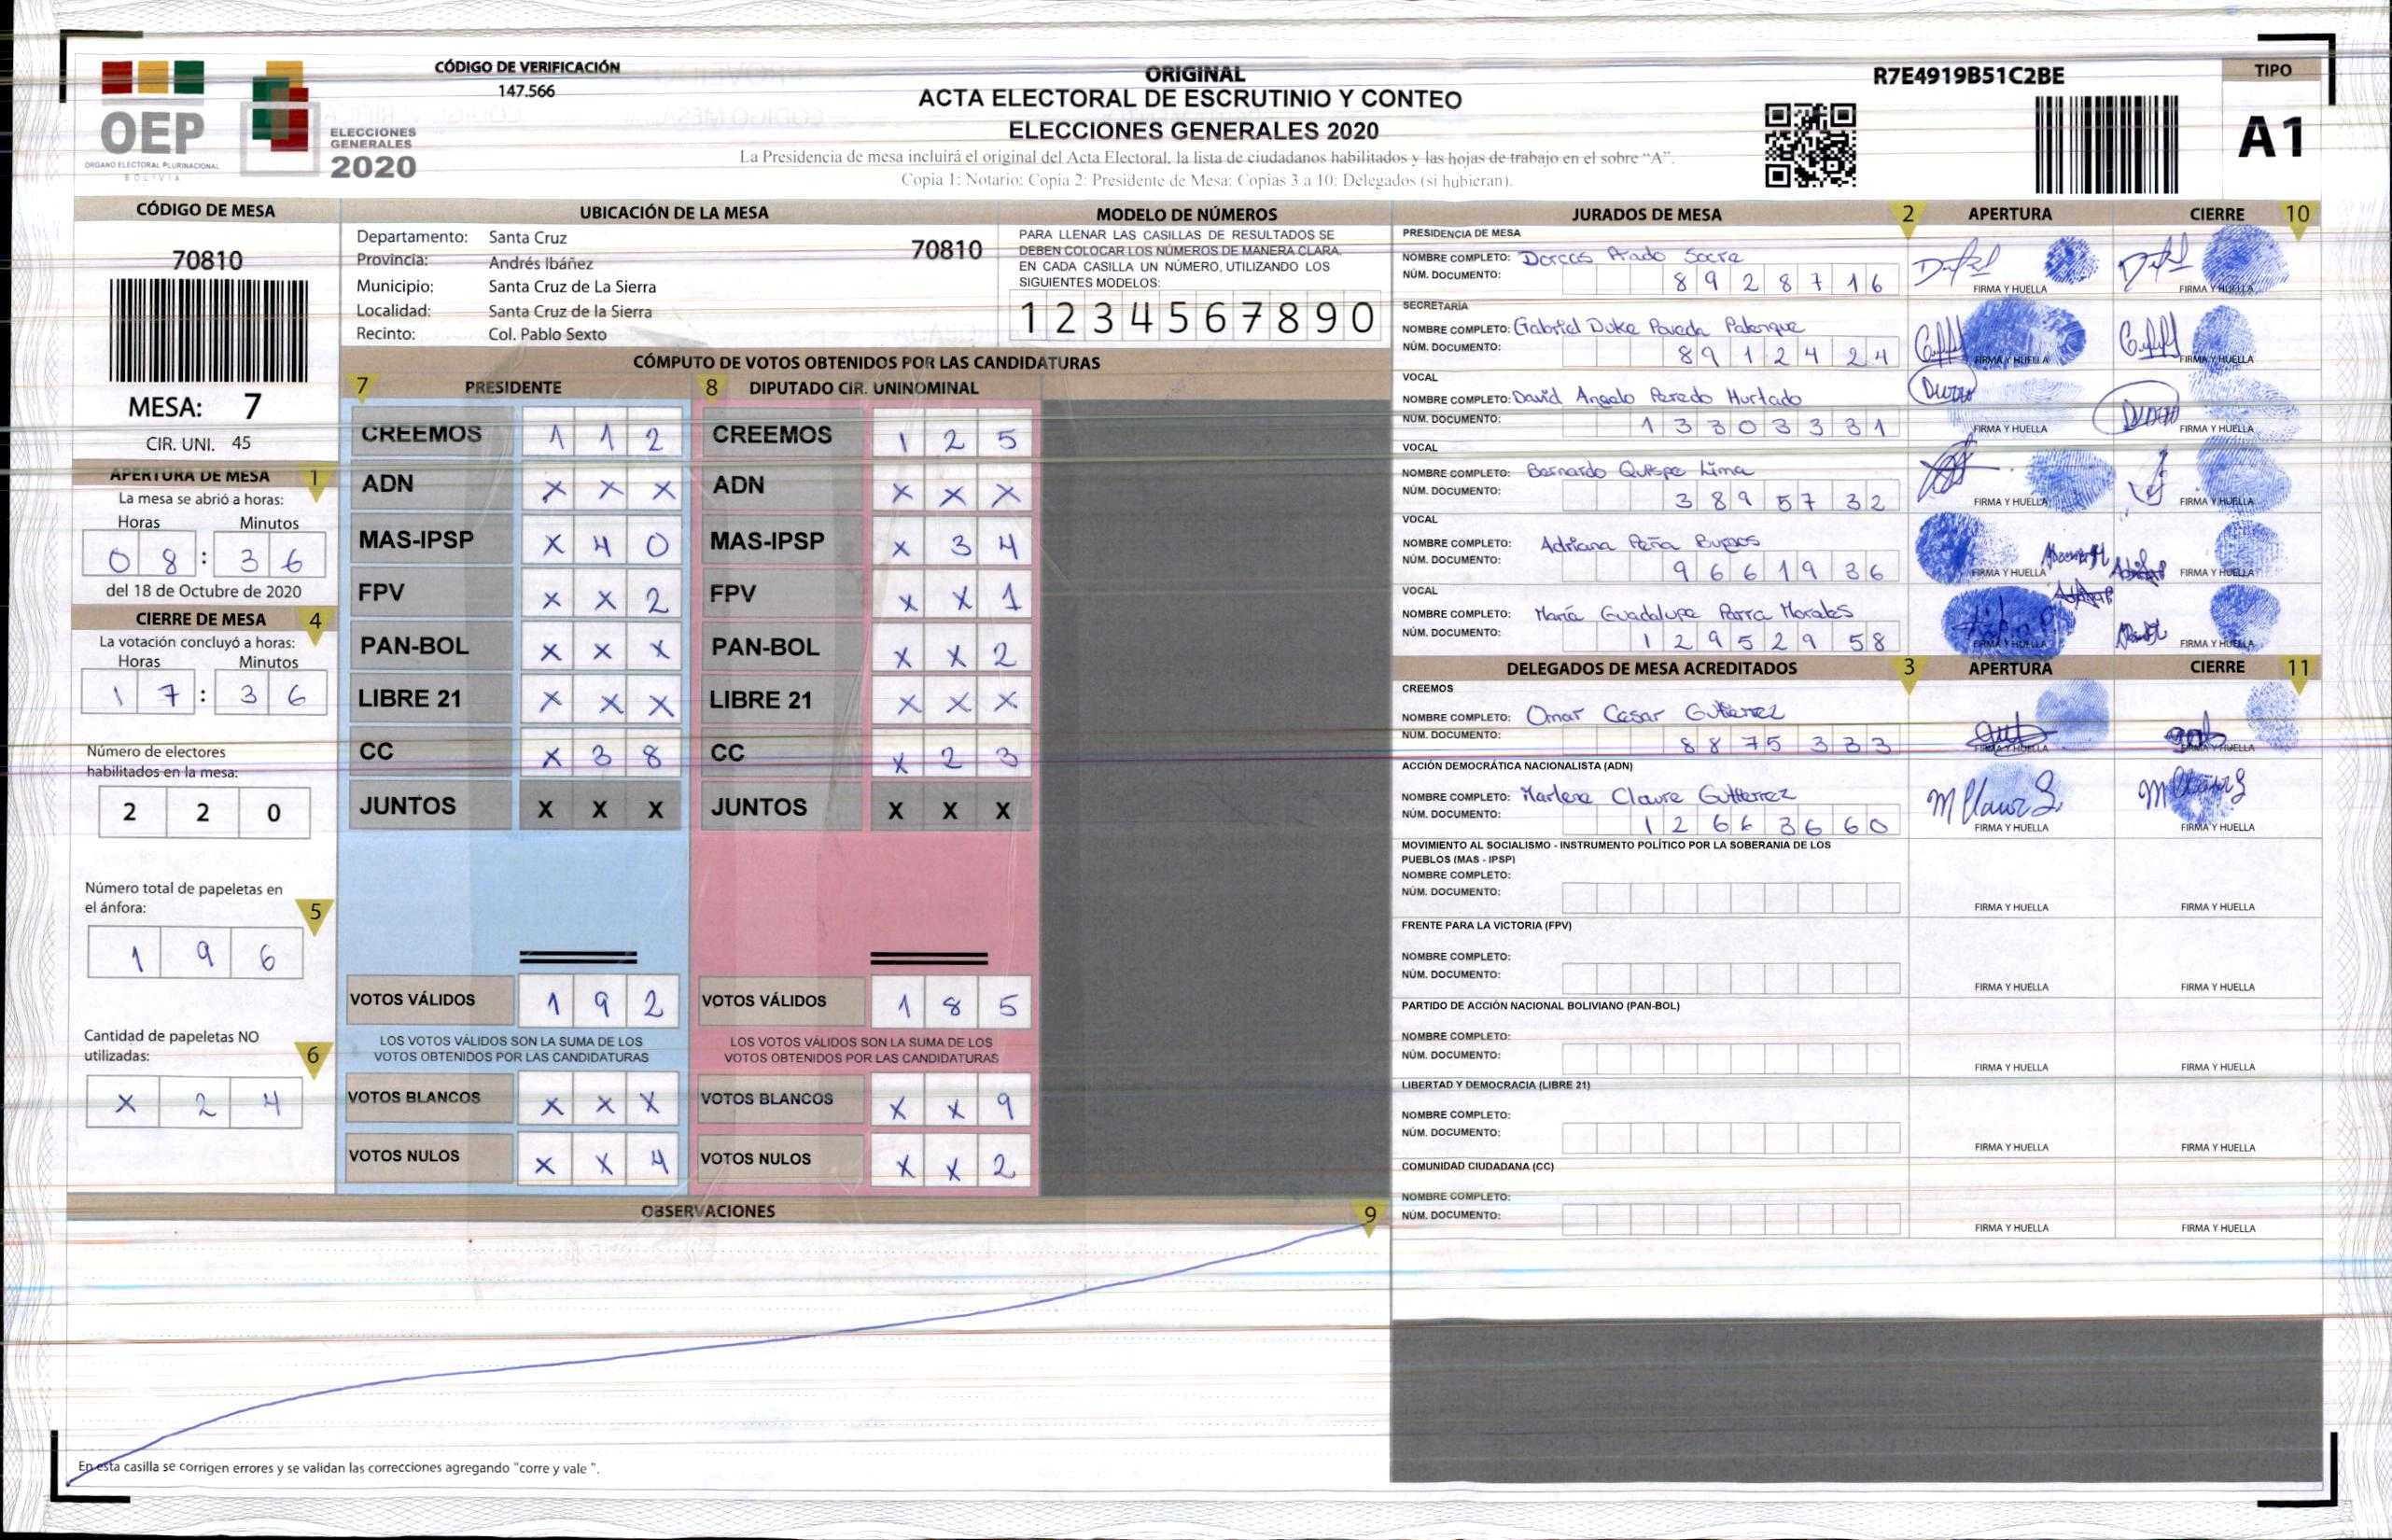 OEP
ÓRGANO ELECTORAL PLURINACIONAL
BOLIVIA
ELECCIONES
GENERALES
2020
CÓDIGO DE VERIFICACIÓN
147.566
ORIGINAL
ACTA ELECTORAL DE ESCRUTINIO Y CONTEO
ELECCIONES GENERALES 2020
La Presidencia de mesa incluirá el original del Acta Electoral, la lista de ciudadanos habilitados y las hojas de trabajo en el sobre “A”.
Copia 1: Notario; Copia 2: Presidente de Mesa; Copias 3 a 10: Delegados (si hubieran).
R7E4919B51C2BE
TIPO
A1
CÓDIGO DE MESA
70810
MESA: 7
CIR. UNI. 45
APERTURA DE MESA 1
La mesa se abrió a horas:
Horas Minutos
0 8 : 3 6
del 18 de Octubre de 2020
CIERRE DE MESA 4
La votación concluyó a horas:
Horas Minutos
1 7 : 3 6
Número de electores
habilitados en la mesa:
2 2 0
Número total de papeletas en
el ánfora: 5
1 9 6
Cantidad de papeletas NO
utilizadas: 6
X 2 4
UBICACIÓN DE LA MESA
Departamento: Santa Cruz 70810
Provincia: Andrés Ibáñez
Municipio: Santa Cruz de La Sierra
Localidad: Santa Cruz de la Sierra
Recinto: Col. Pablo Sexto
MODELO DE NÚMEROS
PARA LLENAR LAS CASILLAS DE RESULTADOS SE
DEBEN COLOCAR LOS NÚMEROS DE MANERA CLARA,
EN CADA CASILLA UN NÚMERO, UTILIZANDO LOS
SIGUIENTES MODELOS:
1 2 3 4 5 6 7 8 9 0
CÓMPUTO DE VOTOS OBTENIDOS POR LAS CANDIDATURAS
7 PRESIDENTE 8 DIPUTADO CIR. UNINOMINAL
CREEMOS 1 1 2 CREEMOS 1 2 5
ADN X X X ADN X X X
MAS-IPSP X 4 0 MAS-IPSP X 3 4
FPV X X 2 FPV X X 1
PAN-BOL X X X PAN-BOL X X 2
LIBRE 21 X X X LIBRE 21 X X X
CC X 3 8 CC X 2 3
JUNTOS X X X JUNTOS X X X
VOTOS VÁLIDOS 1 9 2 VOTOS VÁLIDOS 1 8 5
LOS VOTOS VÁLIDOS SON LA SUMA DE LOS LOS VOTOS VÁLIDOS SON LA SUMA DE LOS
VOTOS OBTENIDOS POR LAS CANDIDATURAS VOTOS OBTENIDOS POR LAS CANDIDATURAS
VOTOS BLANCOS X X X VOTOS BLANCOS X X 9
VOTOS NULOS X X 4 VOTOS NULOS X X 2
OBSERVACIONES 9
En esta casilla se corrigen errores y se validan las correcciones agregando "corre y vale ".
JURADOS DE MESA 2 APERTURA CIERRE 10
PRESIDENCIA DE MESA
NOMBRE COMPLETO: Dorcas Prado Socre
NÚM. DOCUMENTO: 8 9 2 8 7 1 6
FIRMA Y HUELLA FIRMA Y HUELLA
SECRETARÍA
NOMBRE COMPLETO: Gabriel Duke Poveda Palenque
NÚM. DOCUMENTO: 8 9 1 2 4 2 4
FIRMA Y HUELLA FIRMA Y HUELLA
VOCAL
NOMBRE COMPLETO: David Angelo Peredo Hurtado
NÚM. DOCUMENTO: 1 3 3 0 3 3 3 1
FIRMA Y HUELLA FIRMA Y HUELLA
VOCAL
NOMBRE COMPLETO: Bernardo Quispe Lima
NÚM. DOCUMENTO: 3 8 9 5 7 3 2
FIRMA Y HUELLA FIRMA Y HUELLA
VOCAL
NOMBRE COMPLETO: Adriana Peña Burgos
NÚM. DOCUMENTO: 9 6 6 1 9 3 6
FIRMA Y HUELLA FIRMA Y HUELLA
VOCAL
NOMBRE COMPLETO: María Guadalupe Parra Morales
NÚM. DOCUMENTO: 1 2 9 5 2 9 5 8
FIRMA Y HUELLA FIRMA Y HUELLA
DELEGADOS DE MESA ACREDITADOS 3 APERTURA CIERRE 11
CREEMOS
NOMBRE COMPLETO: Omar Cesar Gutierrez
NÚM. DOCUMENTO: 8 8 7 5 3 3 3
FIRMA Y HUELLA FIRMA Y HUELLA
ACCIÓN DEMOCRÁTICA NACIONALISTA (ADN)
NOMBRE COMPLETO: Marlene Claure Gutierrez
NÚM. DOCUMENTO: 1 2 6 6 3 6 6 0
FIRMA Y HUELLA FIRMA Y HUELLA
MOVIMIENTO AL SOCIALISMO - INSTRUMENTO POLÍTICO POR LA SOBERANIA DE LOS
PUEBLOS (MAS - IPSP)
NOMBRE COMPLETO:
NÚM. DOCUMENTO:
FIRMA Y HUELLA FIRMA Y HUELLA
FRENTE PARA LA VICTORIA (FPV)
NOMBRE COMPLETO:
NÚM. DOCUMENTO:
FIRMA Y HUELLA FIRMA Y HUELLA
PARTIDO DE ACCIÓN NACIONAL BOLIVIANO (PAN-BOL)
NOMBRE COMPLETO:
NÚM. DOCUMENTO:
FIRMA Y HUELLA FIRMA Y HUELLA
LIBERTAD Y DEMOCRACIA (LIBRE 21)
NOMBRE COMPLETO:
NÚM. DOCUMENTO:
FIRMA Y HUELLA FIRMA Y HUELLA
COMUNIDAD CIUDADANA (CC)
NOMBRE COMPLETO:
NÚM. DOCUMENTO:
FIRMA Y HUELLA FIRMA Y HUELLA